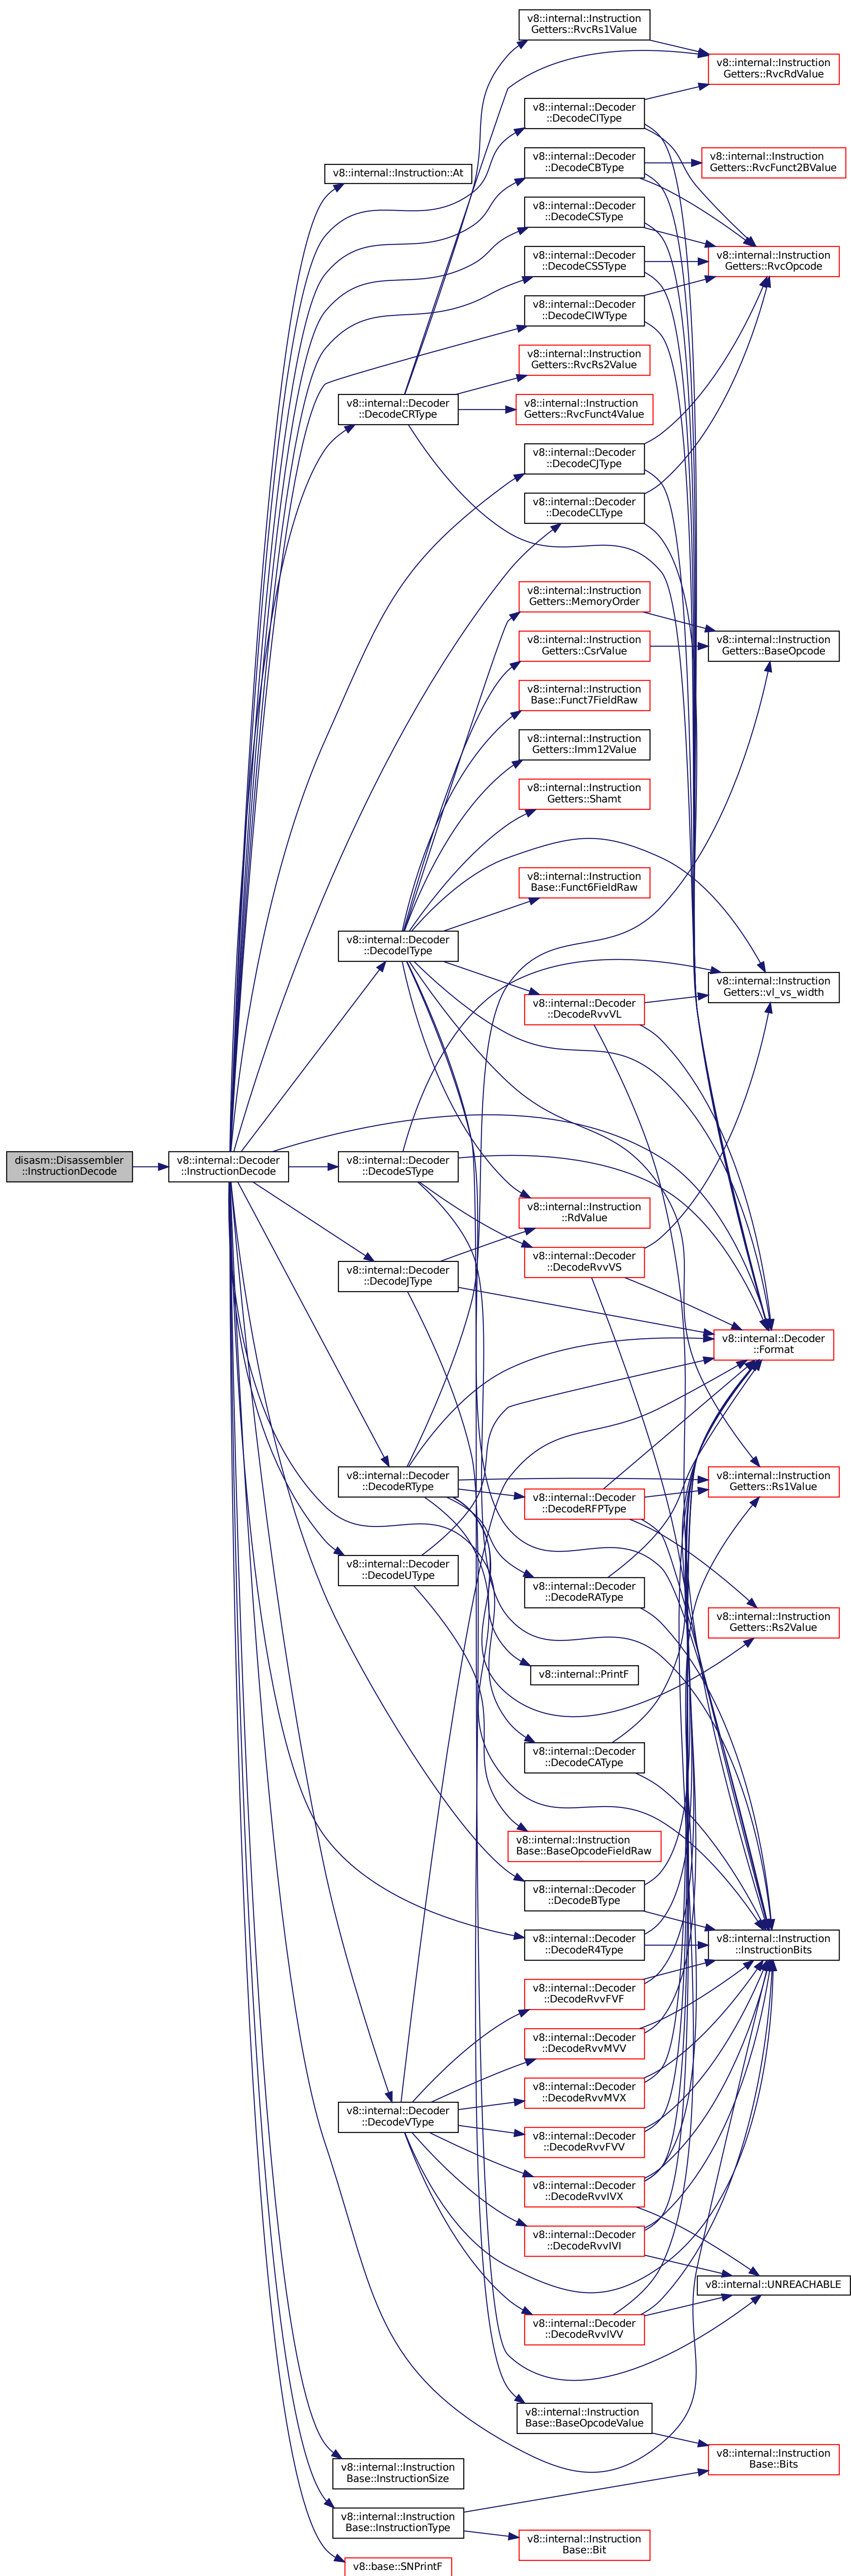 v8::internal::Instruction
Getters::RvcRs1Value
v8::internal::Instruction
Getters::RvcRdValue
v8::internal::Decoder
::DecodeCIType
v8::internal::Decoder
::DecodeCBType
v8::internal::Instruction
Getters::RvcFunct2BValue
v8::internal::Instruction::At
v8::internal::Decoder
::DecodeCSType
v8::internal::Decoder
::DecodeCSSType
v8::internal::Instruction
Getters::RvcOpcode
v8::internal::Decoder
::DecodeCIWType
v8::internal::Instruction
Getters::RvcRs2Value
v8::internal::Decoder
::DecodeCRType
v8::internal::Instruction
Getters::RvcFunct4Value
v8::internal::Decoder
::DecodeCJType
v8::internal::Decoder
::DecodeCLType
v8::internal::Instruction
Getters::MemoryOrder
v8::internal::Instruction
Getters::CsrValue
v8::internal::Instruction
Getters::BaseOpcode
v8::internal::Instruction
Base::Funct7FieldRaw
v8::internal::Instruction
Getters::Imm12Value
v8::internal::Instruction
Getters::Shamt
v8::internal::Instruction
Base::Funct6FieldRaw
v8::internal::Decoder
::DecodeIType
v8::internal::Instruction
Getters::vl_vs_width
v8::internal::Decoder
::DecodeRvvVL
disasm::Disassembler
::InstructionDecode
v8::internal::Decoder
::InstructionDecode
v8::internal::Decoder
::DecodeSType
v8::internal::Instruction
::RdValue
v8::internal::Decoder
::DecodeRvvVS
v8::internal::Decoder
::DecodeJType
v8::internal::Decoder
::Format
v8::internal::Decoder
::DecodeRType
v8::internal::Instruction
Getters::Rs1Value
v8::internal::Decoder
::DecodeRFPType
v8::internal::Decoder
::DecodeUType
v8::internal::Decoder
::DecodeRAType
v8::internal::Instruction
Getters::Rs2Value
v8::internal::PrintF
v8::internal::Decoder
::DecodeCAType
v8::internal::Instruction
Base::BaseOpcodeFieldRaw
v8::internal::Decoder
::DecodeBType
v8::internal::Decoder
::DecodeR4Type
v8::internal::Instruction
::InstructionBits
v8::internal::Decoder
::DecodeRvvFVF
v8::internal::Decoder
::DecodeRvvMVV
v8::internal::Decoder
::DecodeRvvMVX
v8::internal::Decoder
::DecodeVType
v8::internal::Decoder
::DecodeRvvFVV
v8::internal::Decoder
::DecodeRvvIVX
v8::internal::Decoder
::DecodeRvvIVI
v8::internal::UNREACHABLE
v8::internal::Decoder
::DecodeRvvIVV
v8::internal::Instruction
Base::BaseOpcodeValue
v8::internal::Instruction
Base::Bits
v8::internal::Instruction
Base::InstructionSize
v8::internal::Instruction
Base::InstructionType
v8::internal::Instruction
Base::Bit
v8::base::SNPrintF